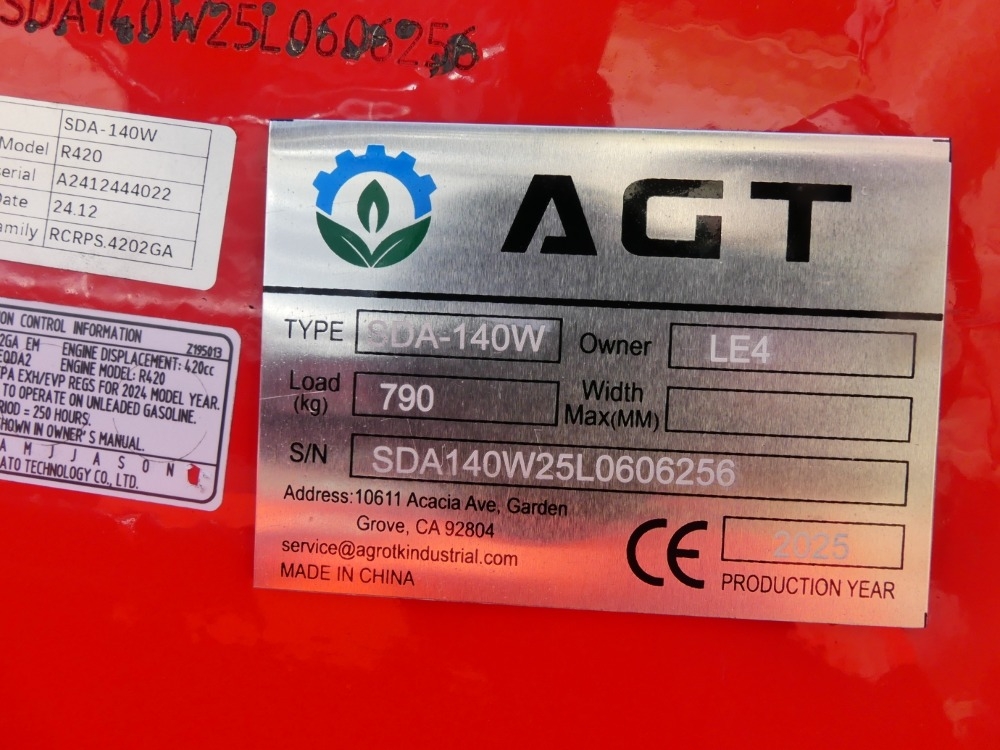 SDA140W25L0606256
SDA-140W
Model R420
erial A2412444022
Date 24.12
amily RCRPS.4202GA
ION CONTROL INFORMATION Z195013
2GA EM ENGINE DISPLACEMENT: 420cc
EQDA2 ENGINE MODEL: R420
PA EXH/EVP REGS FOR 2024 MODEL YEAR.
TO OPERATE ON UNLEADED GASOLINE.
RIOD = 250 HOURS.
HOWN IN OWNER'S MANUAL.
A M J J A S O N
ATO TECHNOLOGY CO., LTD.
AGT
TYPE SDA-140W Owner LE4
Load (kg) 790 Width Max(MM)
S/N SDA140W25L0606256
Address:10611 Acacia Ave, Garden
Grove, CA 92804
service@agrotkindustrial.com
MADE IN CHINA
CE 2025
PRODUCTION YEAR